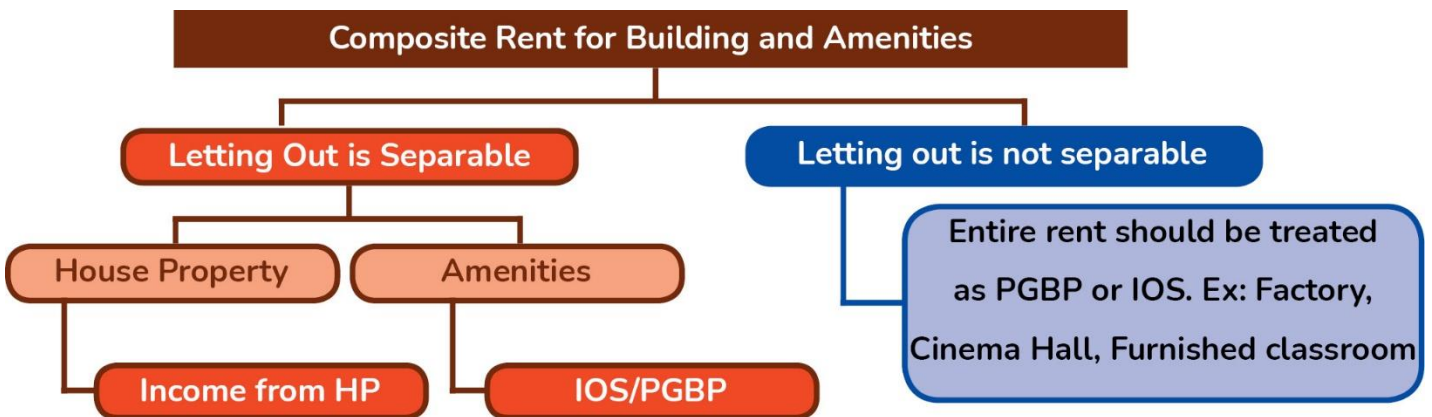 Composite Rent for Building and Amenities
Letting Out is Separable
Letting out is not separable
House Property
Amenities
Entire rent should be treated
as PGBP or IOS. Ex: Factory,
Cinema Hall, Furnished classroom
Income from HP
IOS/PGBP